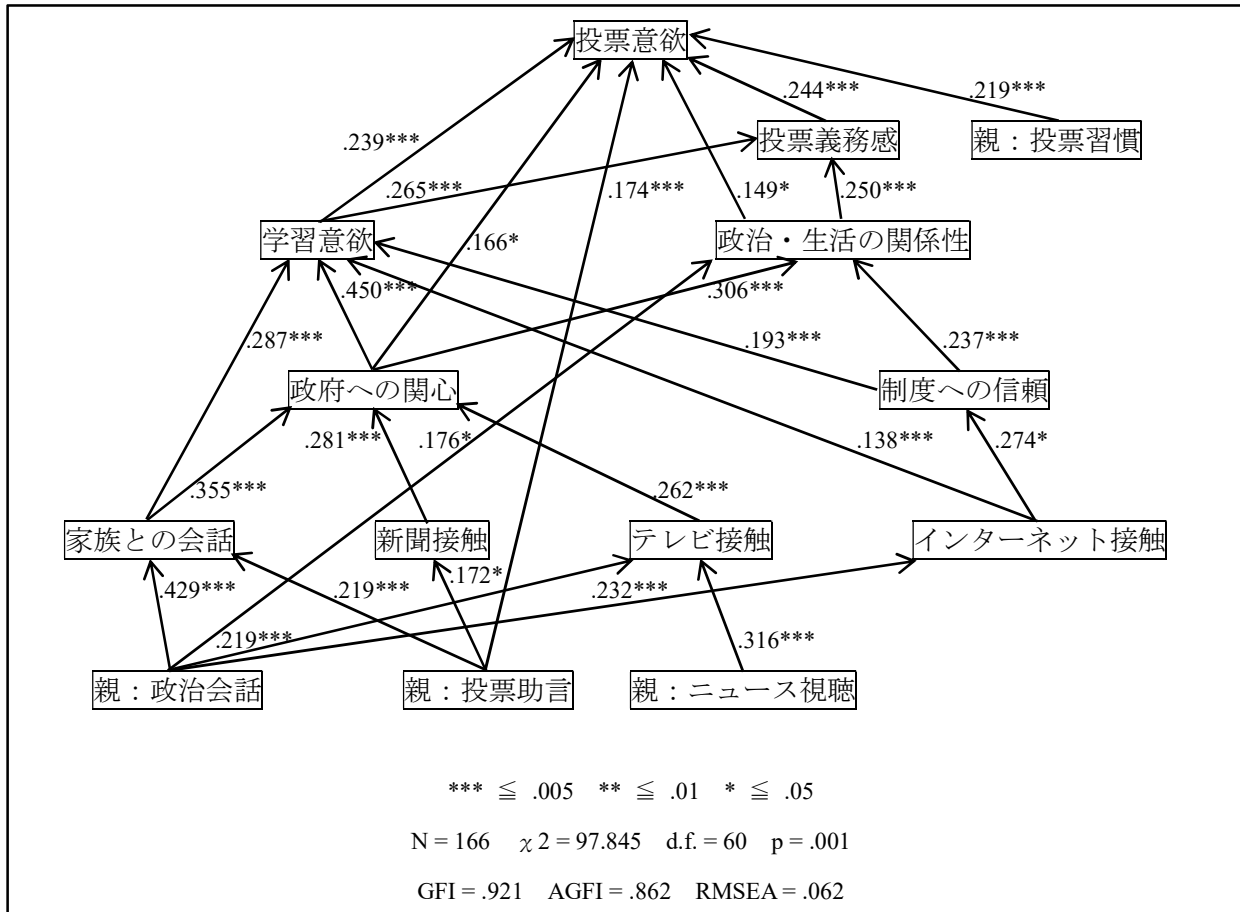 投票意欲
.244***
.219***
投票義務感
親：投票習慣
.239***
.265***
.174***
.149*
.250***
学習意欲
.166*
政治・生活の関係性
.450***
.306***
.287***
.193***
.237***
政府への関心
制度への信頼
.281***
.176*
.138***
.274*
.355***
.262***
家族との会話
新聞接触
テレビ接触
インターネット接触
.429***
.219***
.172*
.232***
.219***
.316***
親：政治会話
親：投票助言
親：ニュース視聴
*** ≦ .005 ** ≦ .01 * ≦ .05
N = 166 χ2 = 97.845 d.f. = 60 p = .001
GFI = .921 AGFI = .862 RMSEA = .062